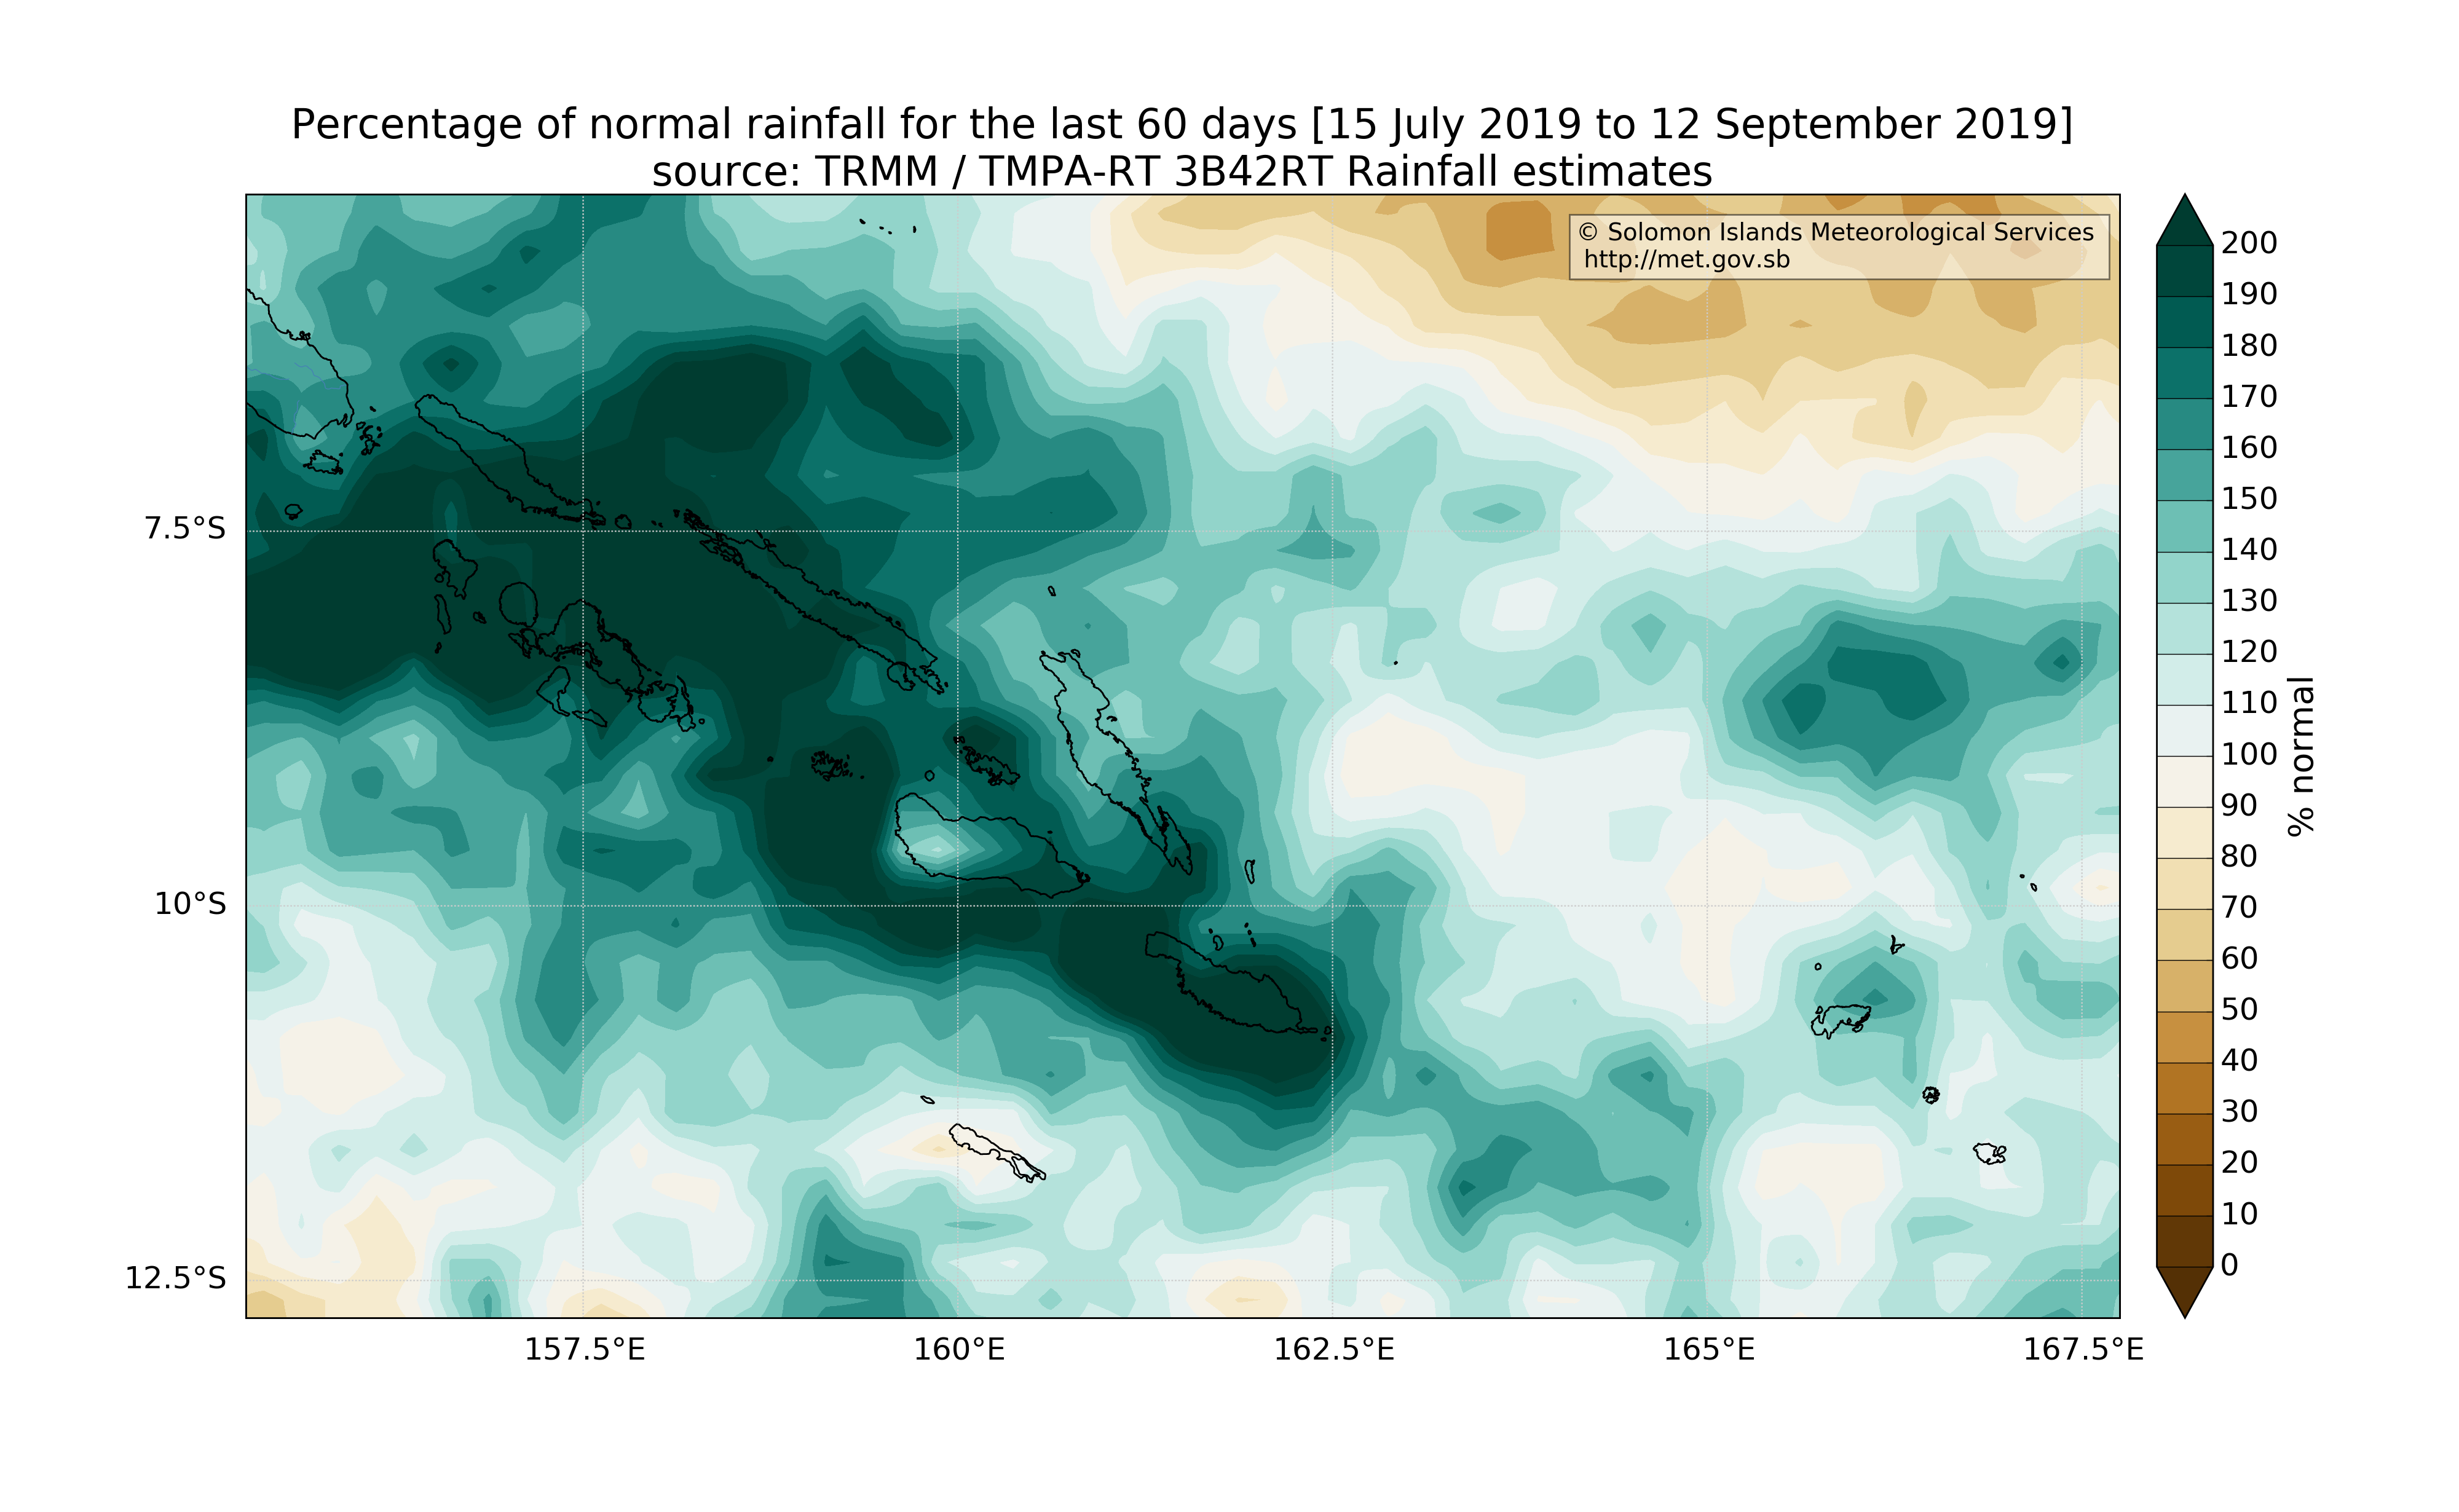 Percentage of normal rainfall for the last 60 days [15 July 2019 to 12 September 2019]
source: TRMM / TMPA-RT 3B42RT Rainfall estimates
© Solomon Islands Meteorological Services
http://met.gov.sb
7.5°S
10°S
12.5°S
157.5°E
160°E
162.5°E
165°E
167.5°E
200
190
180
170
160
150
140
130
120
110
100
90
80
70
60
50
40
30
20
10
0
% normal